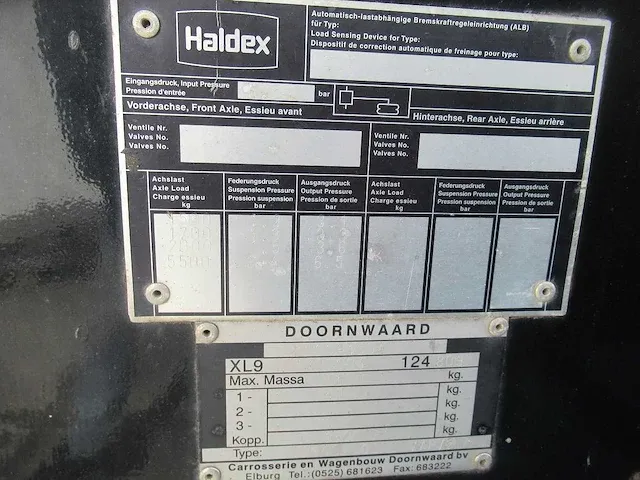 Haldex
Automatisch-lastabhängige Bremskraftregeleinrichtung (ALB)
für Typ:
Load Sensing Device for Type:
Dispositif de correction automatique de freinage pour type:
Eingangsdruck, Input Pressure
Pression d'entrée
bar
Vorderachse, Front Axle, Essieu avant
Hinterachse, Rear Axle, Essieu arrière
Ventile Nr.
Valves No.
Valves No.
Ventile Nr.
Valves No.
Valves No.
Achslast
Axle Load
Charge essieu
kg
Federungsdruck
Suspension Pressure
Pression suspension
bar
Ausgangsdruck
Output Pressure
Pression de sortie
bar
Achslast
Axle Load
Charge essieu
kg
Federungsdruck
Suspension Pressure
Pression suspension
bar
Ausgangsdruck
Output Pressure
Pression de sortie
bar
DOORNWAARD
XL9 124
Max. Massa kg.
1 - kg.
2 - kg.
3 - kg.
Kopp. kg.
Type:
Carrosserie en Wagenbouw Doornwaard bv
Elburg Tel.:(0525) 681623 Fax: 683222